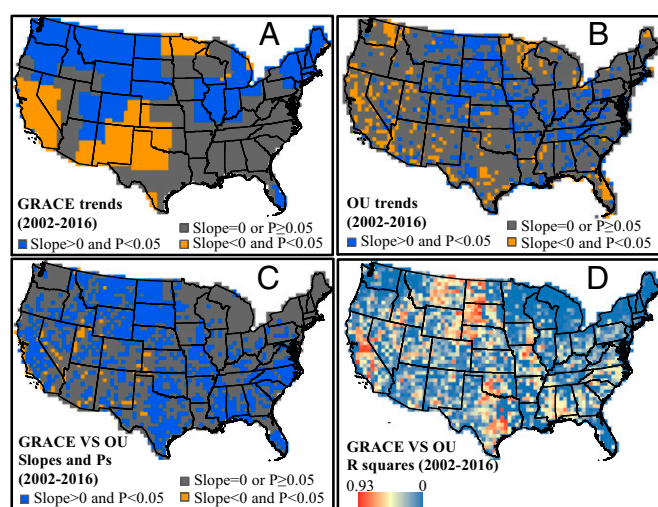 A
GRACE trends
(2002-2016)
Slope=0 or P≥0.05
Slope>0 and P<0.05
Slope<0 and P<0.05
B
OU trends
(2002-2016)
Slope=0 or P≥0.05
Slope>0 and P<0.05
Slope<0 and P<0.05
C
GRACE VS OU
Slopes and Ps
(2002-2016)
Slope=0 or P≥0.05
Slope>0 and P<0.05
Slope<0 and P<0.05
D
GRACE VS OU
R squares (2002-2016)
0.93 0